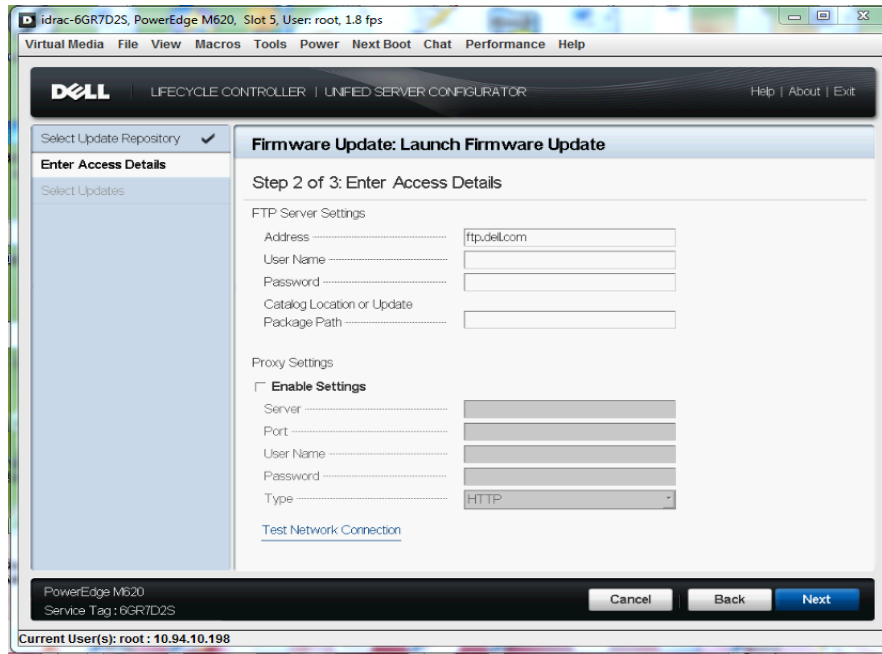 idrac-6GR7D2S, PowerEdge M620, Slot 5, User: root, 1.8 fps
Virtual Media File View Macros Tools Power Next Boot Chat Performance Help
DELL LIFECYCLE CONTROLLER | UNIFIED SERVER CONFIGURATOR Help | About | Exit
Select Update Repository
Enter Access Details
Select Updates
Firmware Update: Launch Firmware Update
Step 2 of 3: Enter Access Details
FTP Server Settings
Address ftp.dell.com
User Name
Password
Catalog Location or Update
Package Path
Proxy Settings
Enable Settings
Server
Port
User Name
Password
Type HTTP
Test Network Connection
PowerEdge M620
Service Tag : 6GR7D2S
Cancel Back Next
Current User(s): root : 10.94.10.198